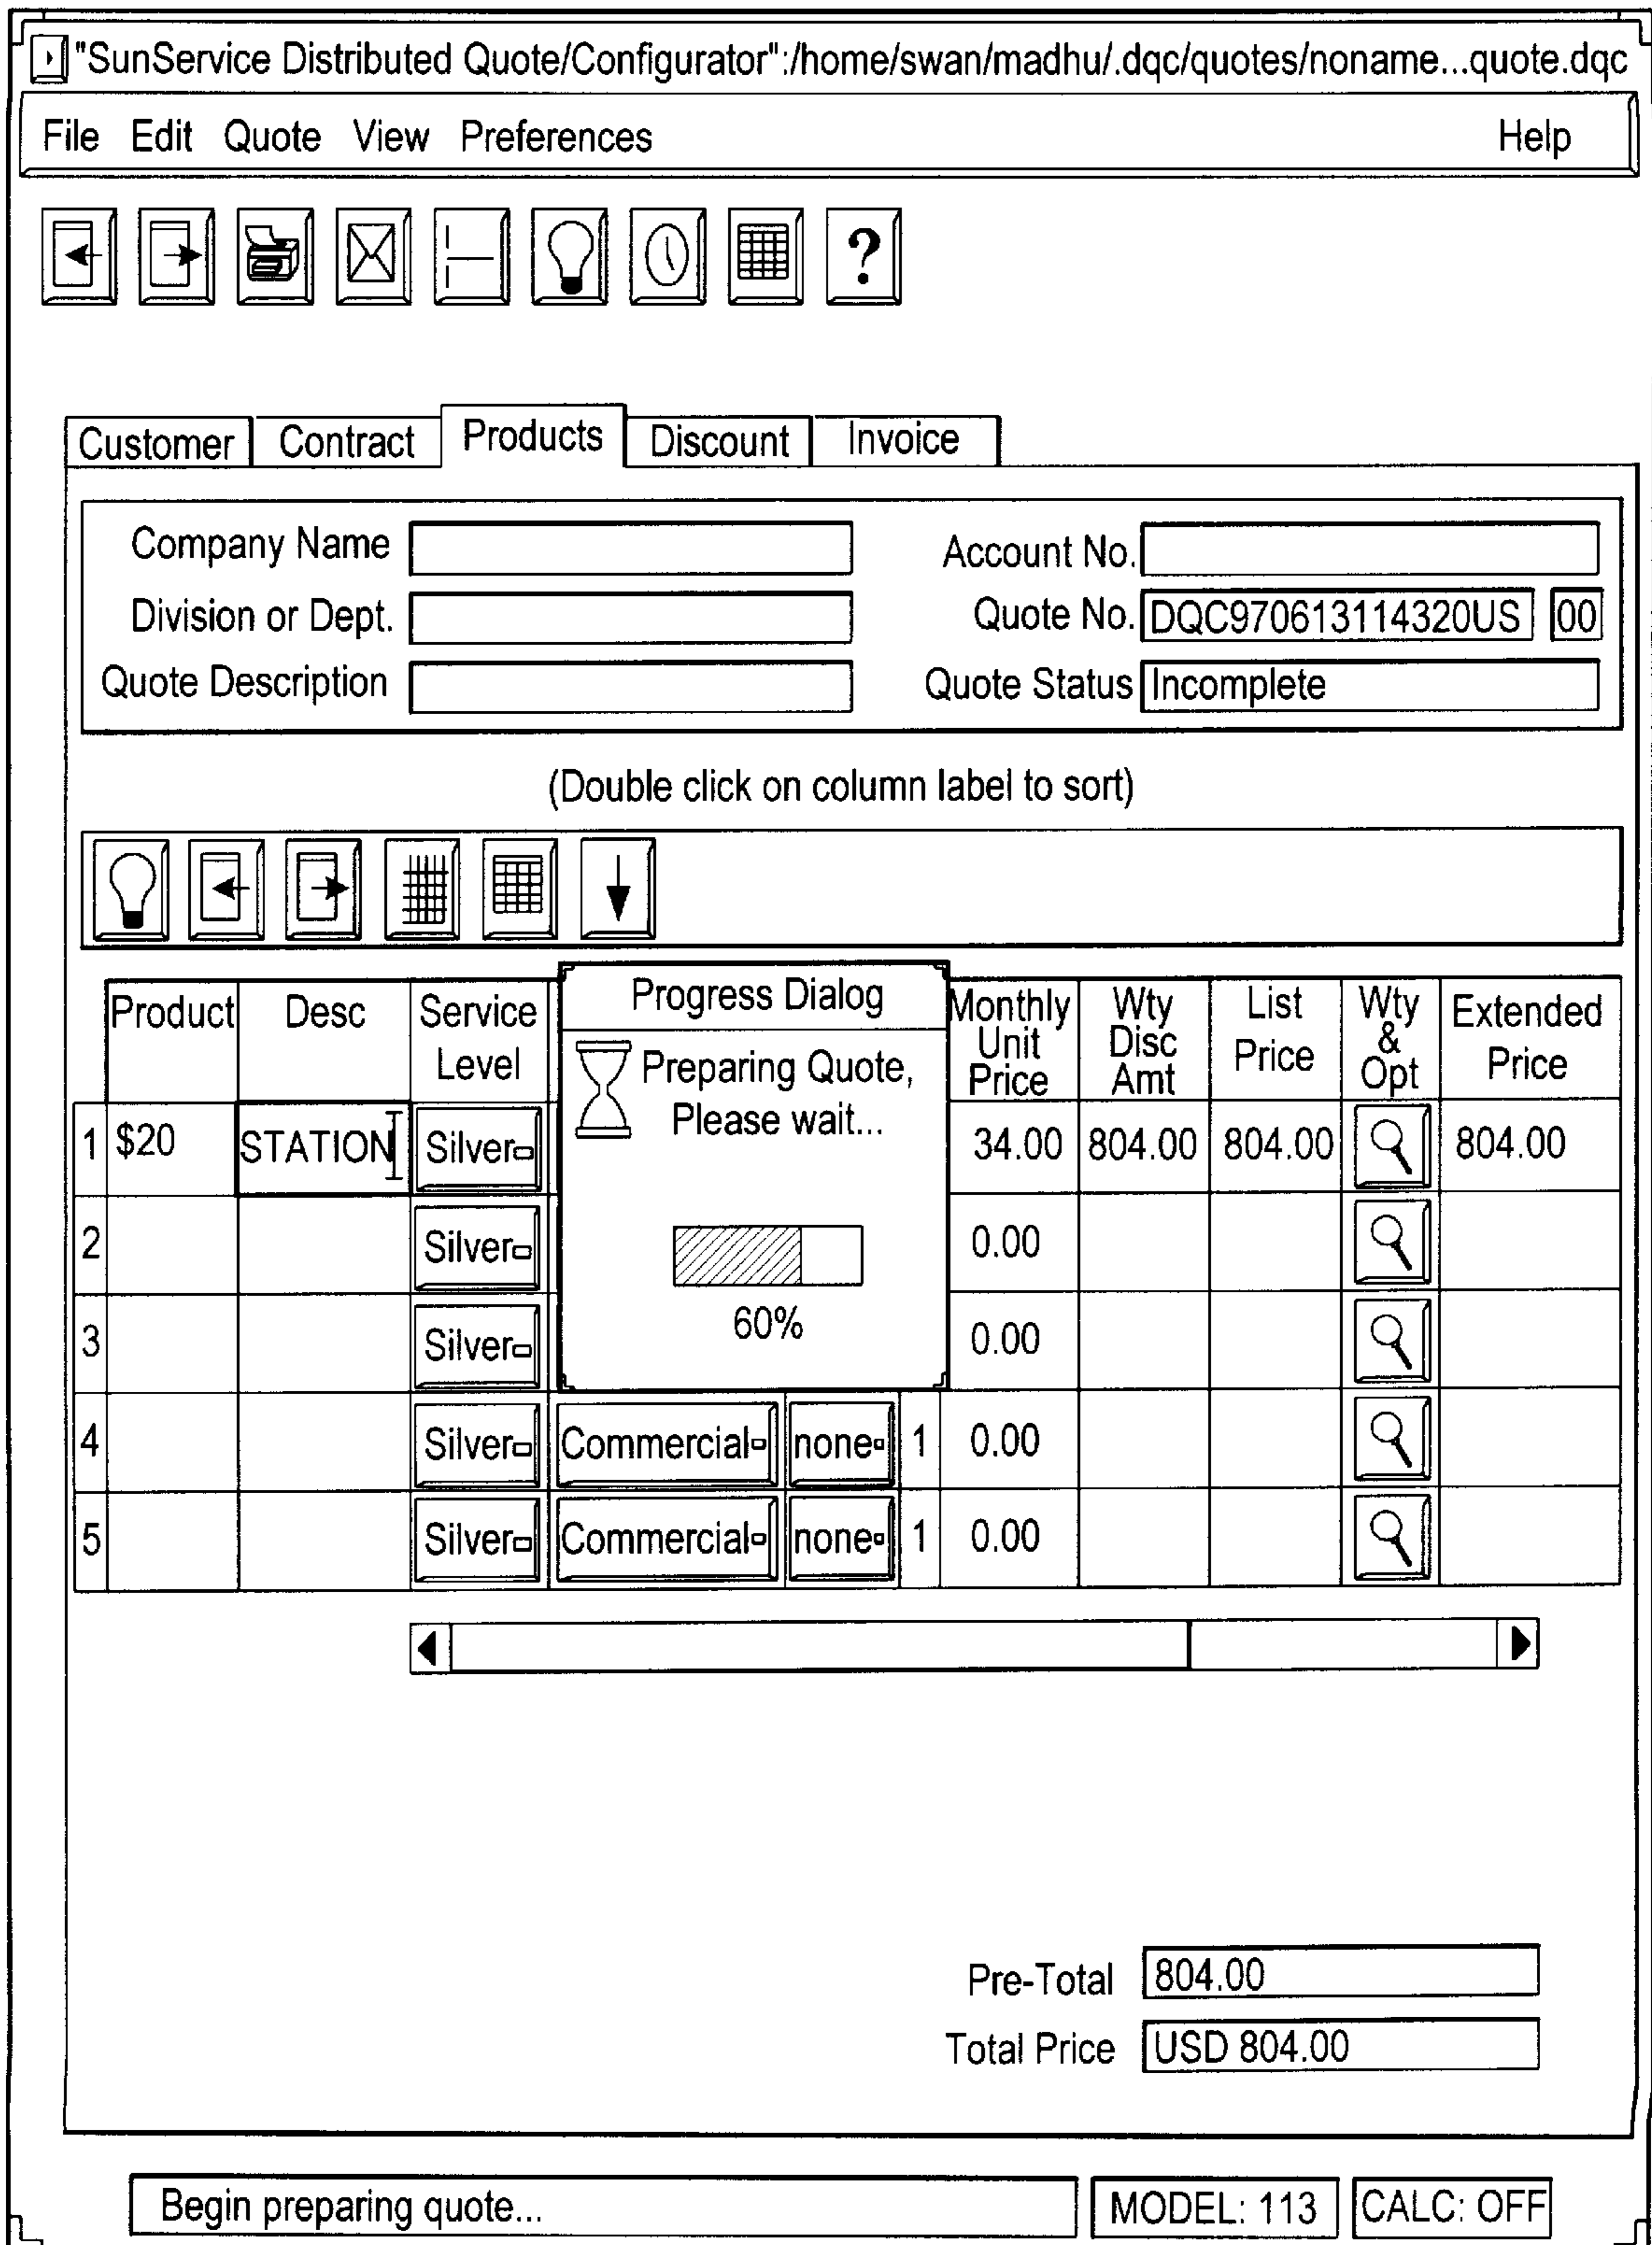 "SunService Distributed Quote/Configurator":/home/swan/madhu/.dqc/quotes/noname...quote.dqc
File Edit Quote View Preferences Help
?
Customer Contract Products Discount Invoice
Company Name Account No.
Division or Dept. Quote No. DQC970613114320US 00
Quote Description Quote Status Incomplete
(Double click on column label to sort)
Product Desc Service Level Monthly Unit Price Wty Disc Amt List Price Wty & Opt Extended Price
Progress Dialog
Preparing Quote,
Please wait...
60%
1 $20 STATION Silver 34.00 804.00 804.00 804.00
2 Silver 0.00
3 Silver 0.00
4 Silver Commercial none 1 0.00
5 Silver Commercial none 1 0.00
Pre-Total 804.00
Total Price USD 804.00
Begin preparing quote... MODEL: 113 CALC: OFF